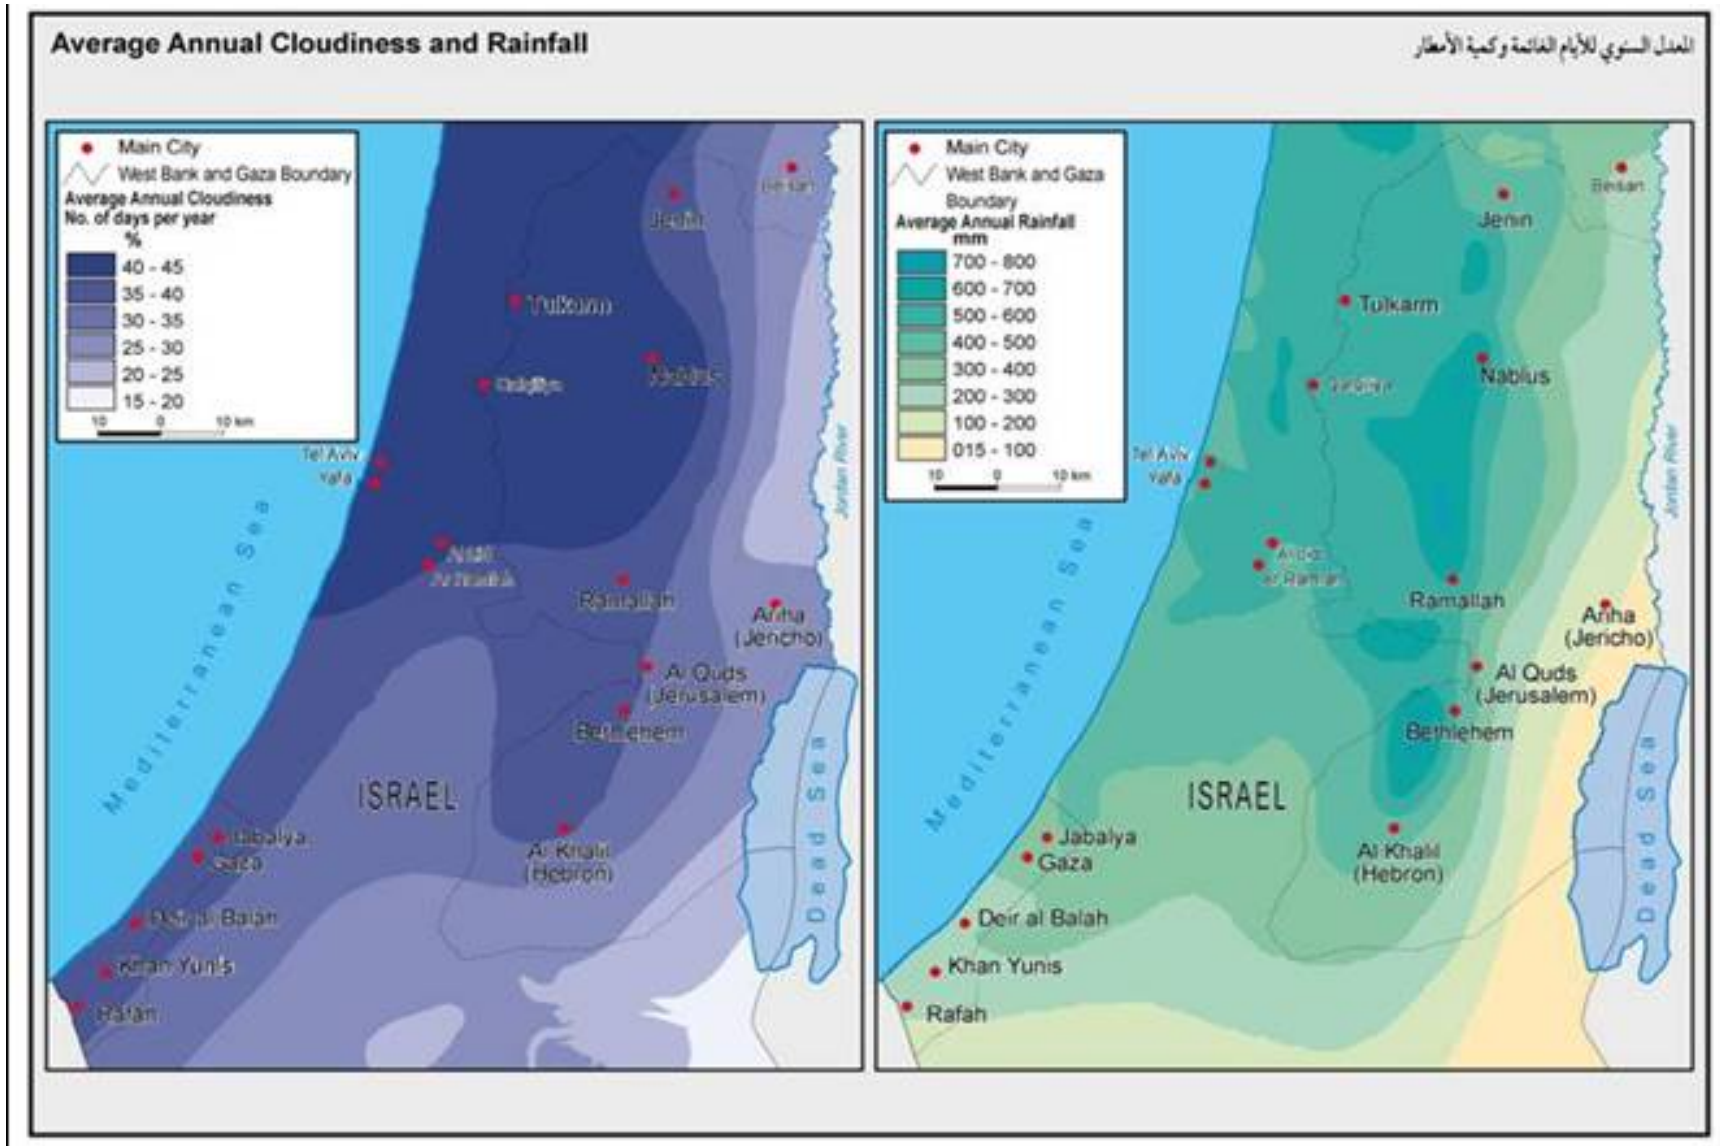 Average Annual Cloudiness and Rainfall
المعدل السنوي للأيام الغائمة وكمية الأمطار
Main City
West Bank and Gaza Boundary
Average Annual Cloudiness
No. of days per year
%
40 - 45
35 - 40
30 - 35
25 - 30
20 - 25
15 - 20
10 0 10 km
Beisan
Jenin
Tulkarm
Nablus
Qalqiliya
Tel Aviv
Yafa
Jordan River
Mediterranean Sea
Ramallah
Ariha
(Jericho)
Al Quds
(Jerusalem)
Bethlehem
ISRAEL
Dead Sea
Jabalya
Gaza
Al Khalil
(Hebron)
Deir al Balah
Khan Yunis
Rafah
Main City
West Bank and Gaza
Boundary
Average Annual Rainfall
mm
700 - 800
600 - 700
500 - 600
400 - 500
300 - 400
200 - 300
100 - 200
015 - 100
10 0 10 km
Beisan
Jenin
Tulkarm
Nablus
Qalqiliya
Tel Aviv
Yafa
Jordan River
Mediterranean Sea
Ramallah
Ariha
(Jericho)
Al Quds
(Jerusalem)
Bethlehem
ISRAEL
Dead Sea
Jabalya
Gaza
Al Khalil
(Hebron)
Deir al Balah
Khan Yunis
Rafah